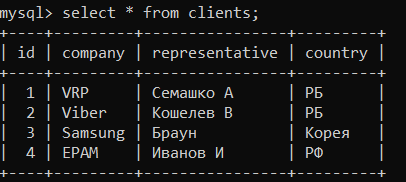 mysql> select * from clients;
+----+---------+----------------+---------+
| id | company | representative | country |
+----+---------+----------------+---------+
| 1 | VRP | Семашко А | РБ |
| 2 | Viber | Кошелев В | РБ |
| 3 | Samsung | Браун | Корея |
| 4 | EPAM | Иванов И | РФ |
+----+---------+----------------+---------+